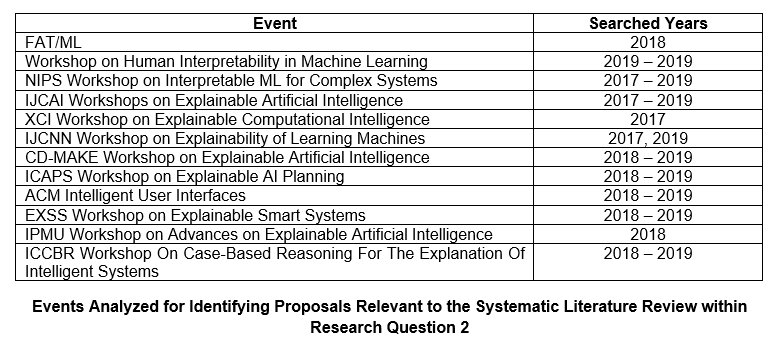 Event Searched Years
FAT/ML 2018
Workshop on Human Interpretability in Machine Learning 2019 – 2019
NIPS Workshop on Interpretable ML for Complex Systems 2017 – 2019
IJCAI Workshops on Explainable Artificial Intelligence 2017 – 2019
XCI Workshop on Explainable Computational Intelligence 2017
IJCNN Workshop on Explainability of Learning Machines 2017, 2019
CD-MAKE Workshop on Explainable Artificial Intelligence 2018 – 2019
ICAPS Workshop on Explainable AI Planning 2018 – 2019
ACM Intelligent User Interfaces 2018 – 2019
EXSS Workshop on Explainable Smart Systems 2018 – 2019
IPMU Workshop on Advances on Explainable Artificial Intelligence 2018
ICCBR Workshop On Case-Based Reasoning For The Explanation Of 2018 – 2019
Intelligent Systems
Events Analyzed for Identifying Proposals Relevant to the Systematic Literature Review within
Research Question 2